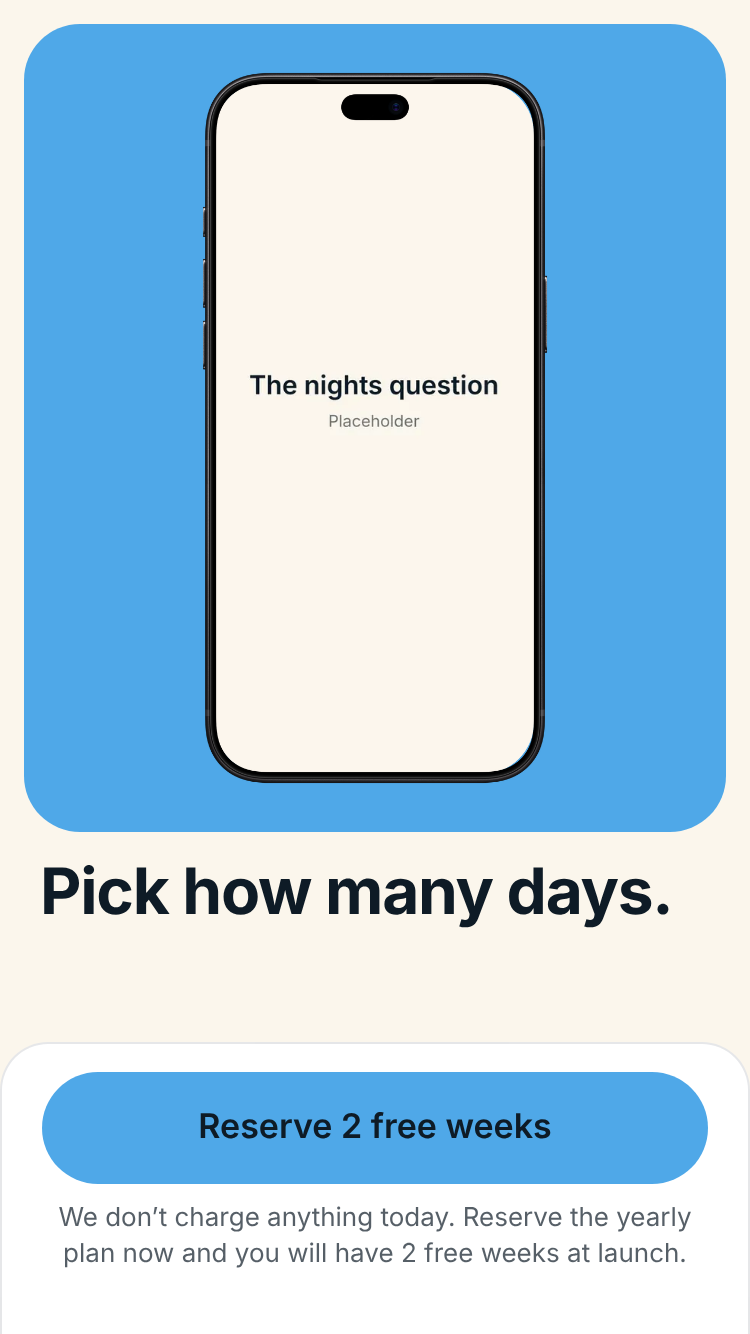 The nights question
Placeholder
Pick how many days.
Reserve 2 free weeks
We don’t charge anything today. Reserve the yearly
plan now and you will have 2 free weeks at launch.